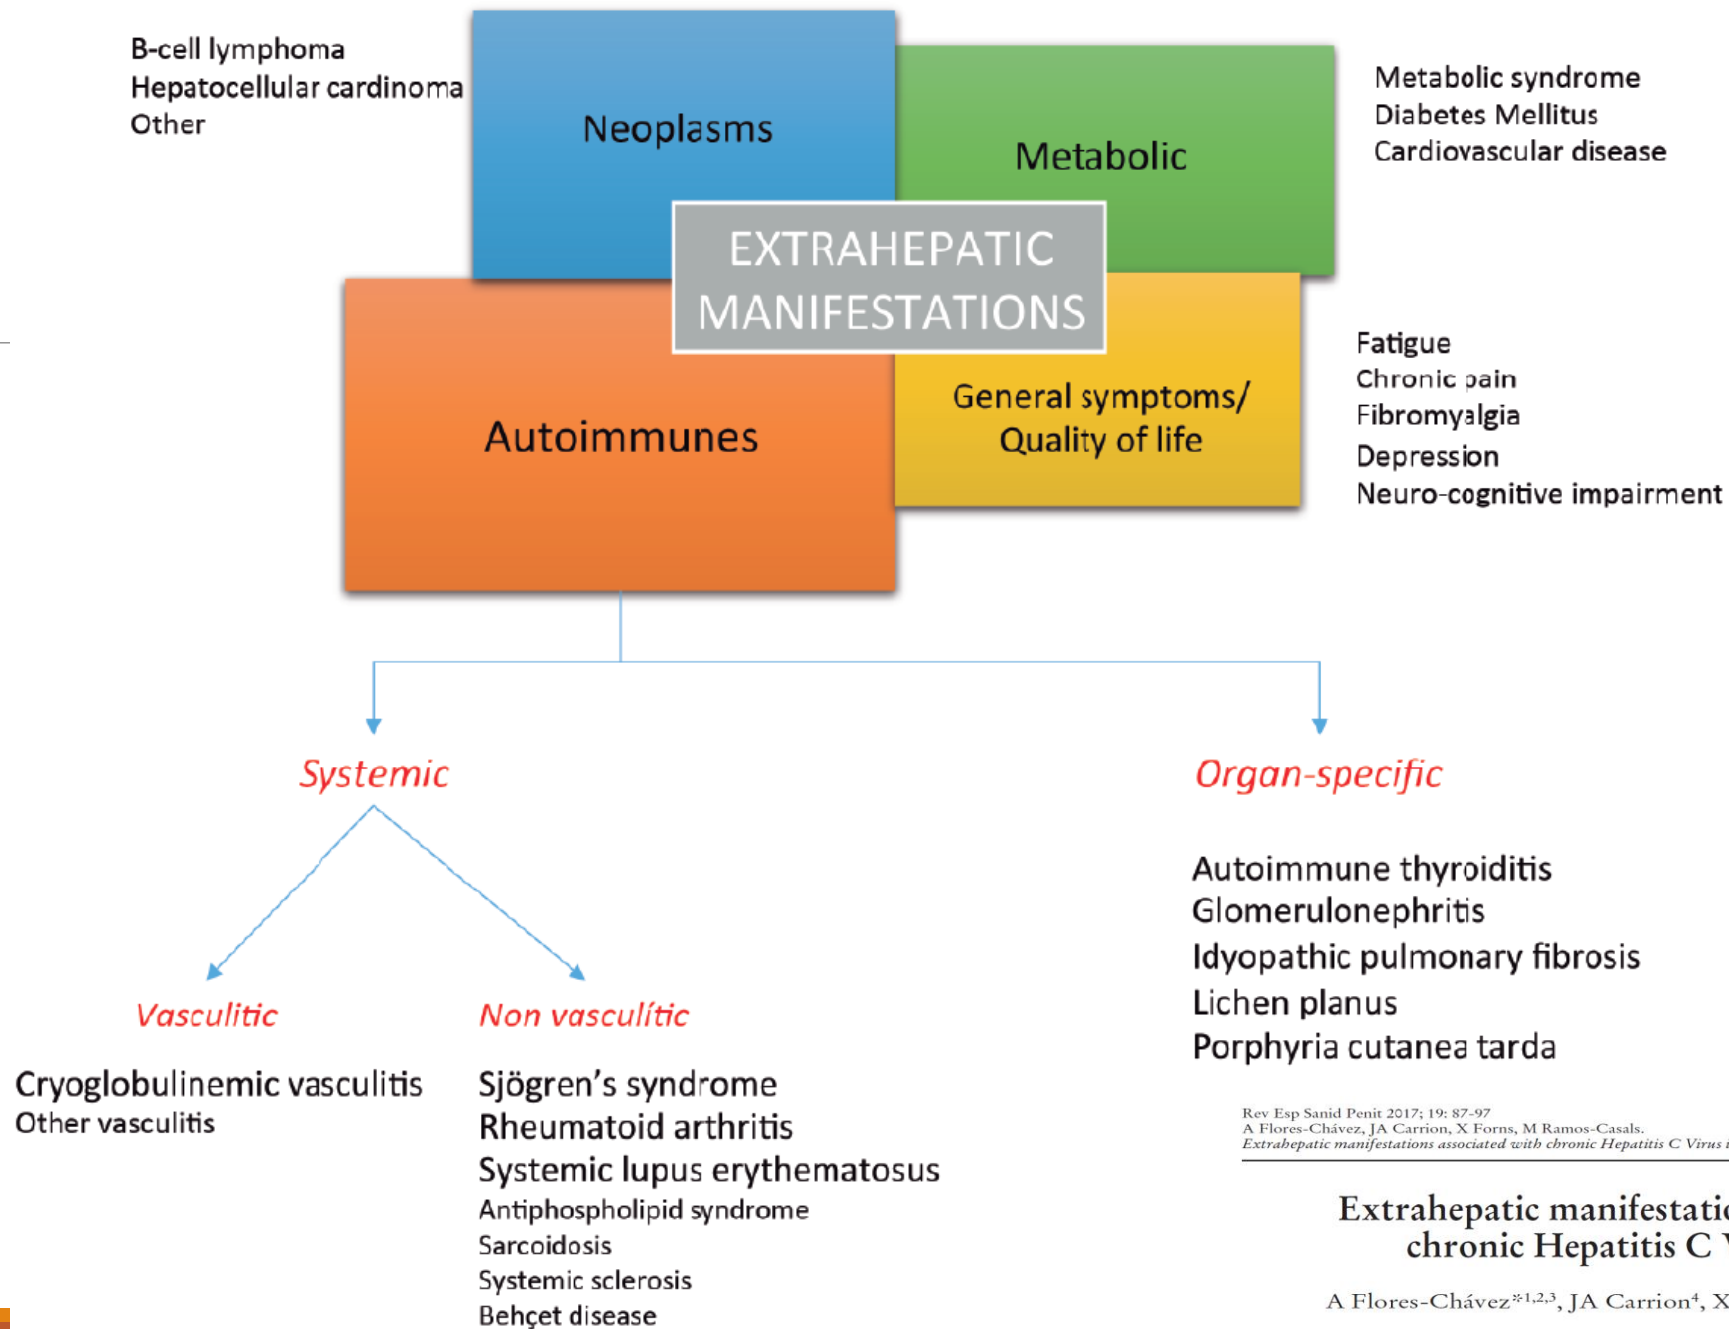 B-cell lymphoma
Hepatocellular cardinoma
Other
Neoplasms
Metabolic
Metabolic syndrome
Diabetes Mellitus
Cardiovascular disease
EXTRAHEPATIC
MANIFESTATIONS
Autoimmunes
General symptoms/
Quality of life
Fatigue
Chronic pain
Fibromyalgia
Depression
Neuro-cognitive impairment
Systemic
Organ-specific
Vasculitic
Cryoglobulinemic vasculitis
Other vasculitis
Non vasculític
Sjögren's syndrome
Rheumatoid arthritis
Systemic lupus erythematosus
Antiphospholipid syndrome
Sarcoidosis
Systemic sclerosis
Behçet disease
Autoimmune thyroiditis
Glomerulonephritis
Idyopathic pulmonary fibrosis
Lichen planus
Porphyria cutanea tarda
Rev Esp Sanid Penit 2017; 19: 87-97
A Flores-Chávez, JA Carrion, X Forns, M Ramos-Casals.
Extrahepatic manifestations associated with chronic Hepatitis C Virus
Extrahepatic
chronic Hepatitis C
A Flores-Chávez*1,2,3, JA Carrion4, X